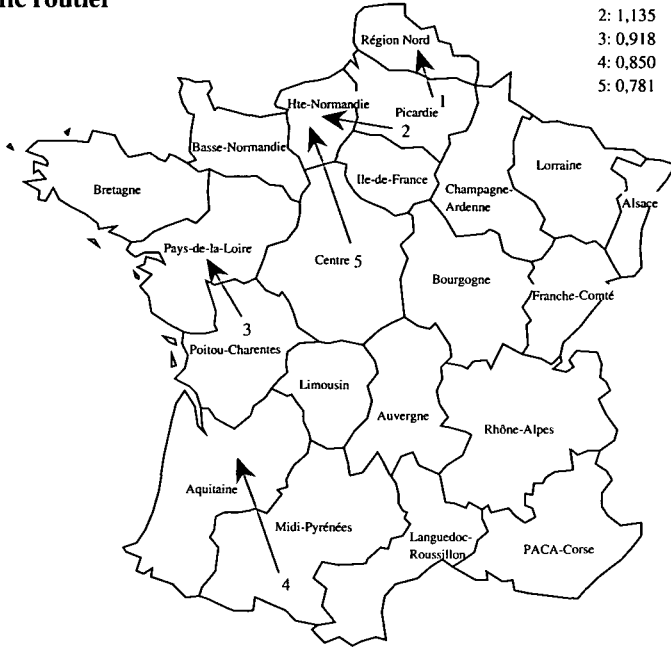 routier
2: 1,135
3: 0,918
4: 0,850
5: 0,781
Région Nord
1
Hte-Normandie
Picardie
2
Basse-Normandie
Lorraine
Ile-de-France
Bretagne
Champagne-
Ardenne
Alsace
Pays-de-la-Loire
Centre 5
Bourgogne
Franche-Comté
3
Poitou-Charentes
Limousin
Auvergne
Rhône-Alpes
Aquitaine
Midi-Pyrénées
Languedoc-
Roussillon
PACA-Corse
4